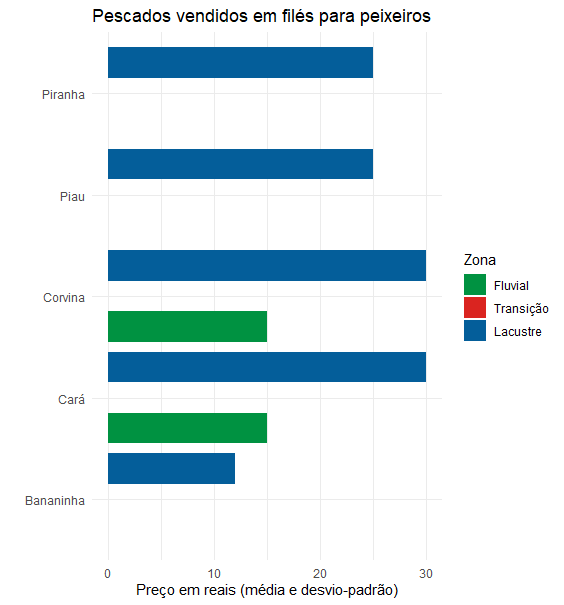 Pescados vendidos em filés para peixeiros
Piranha
Piau
Corvina
Cará
Bananinha
0
10
20
30
Preço em reais (média e desvio-padrão)
Zona
Fluvial
Transição
Lacustre